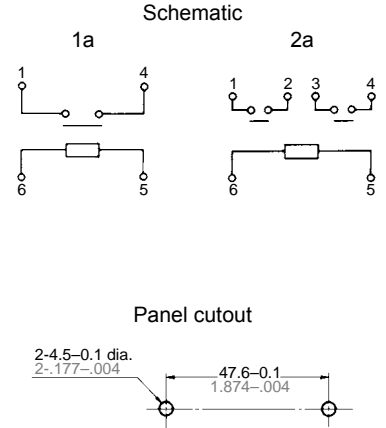 Schematic
1a 2a
1 4 1 2 3 4
6 5 6 5
Panel cutout
2-4.5–0.1 dia.
2-.177–.004
47.6–0.1
1.874–.004